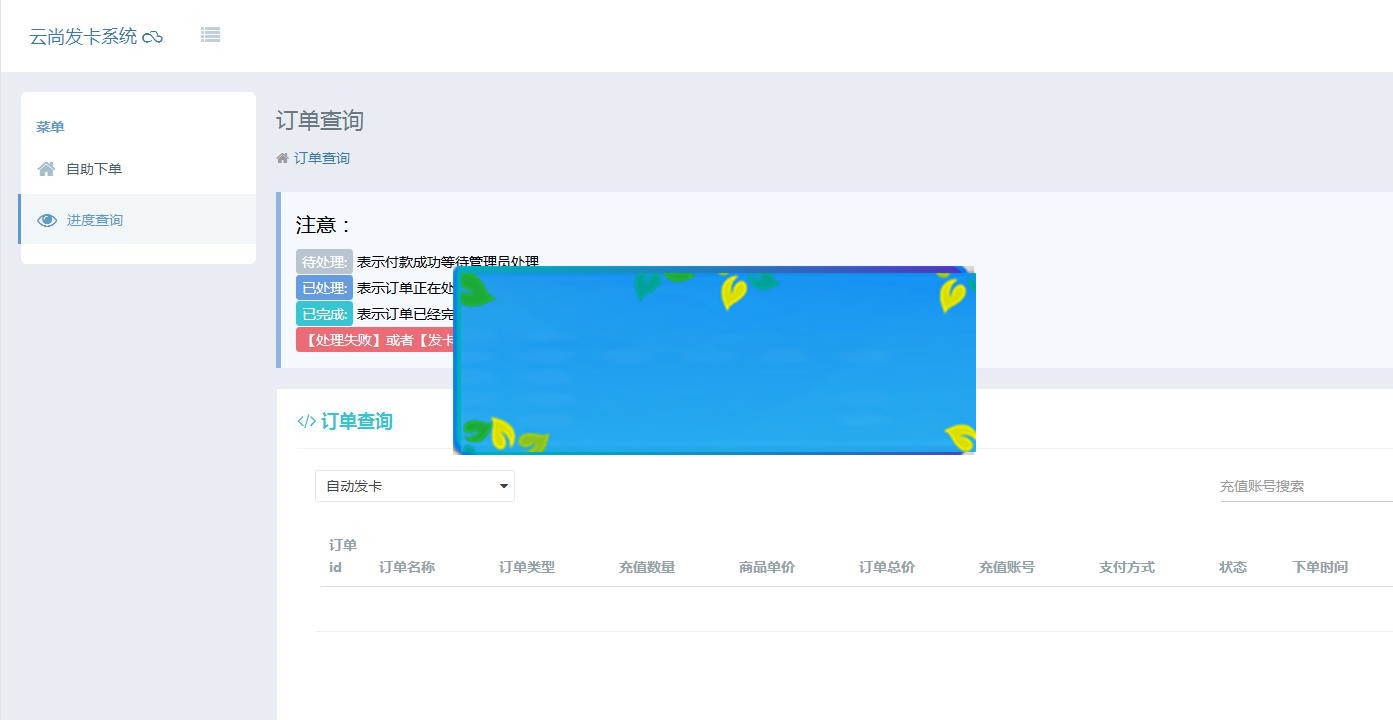 云尚发卡系统
菜单
自助下单
进度查询
订单查询
订单查询
注意：
待处理: 表示付款成功等待管理员处理
已处理: 表示订单正在处
已完成: 表示订单已经完
【处理失败】或者【发卡
</> 订单查询
自动发卡
充值账号搜索
订单id 订单名称 订单类型 充值数量 商品单价 订单总价 充值账号 支付方式 状态 下单时间